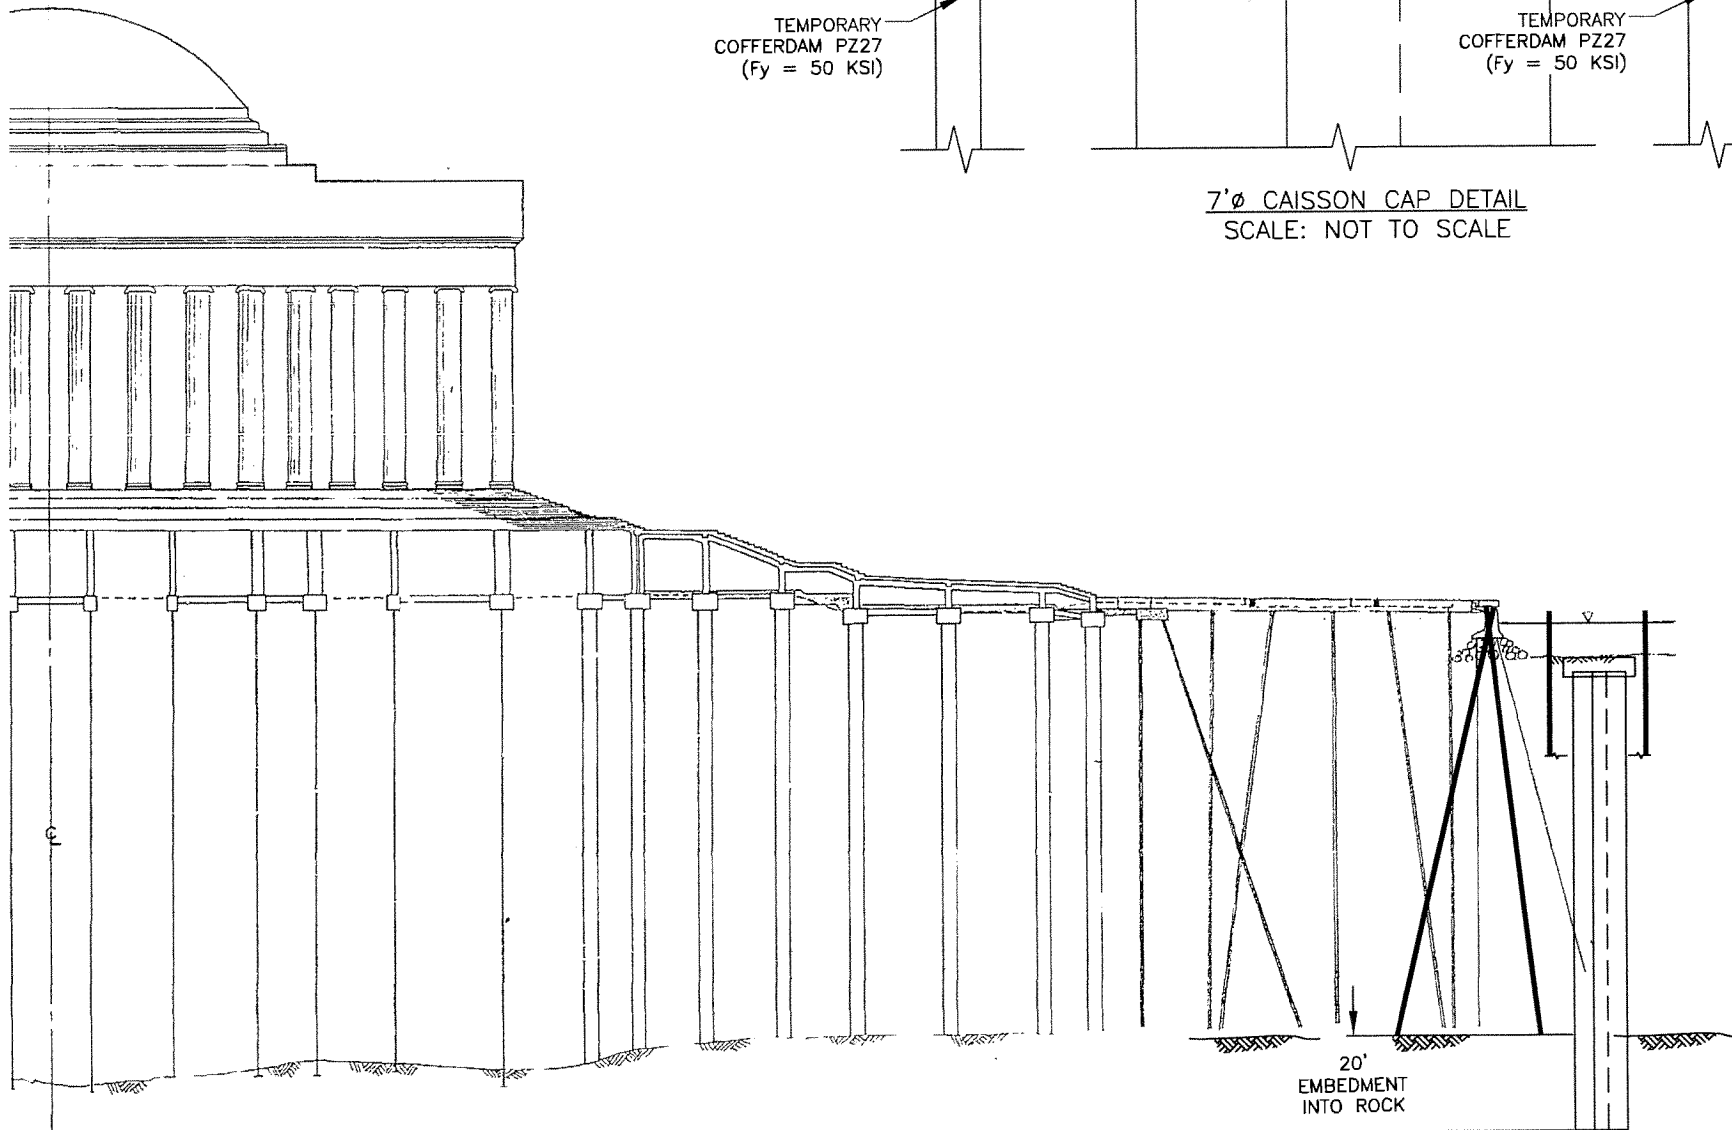 TEMPORARY
COFFERDAM PZ27
(Fy = 50 KSI)
TEMPORARY
COFFERDAM PZ27
(Fy = 50 KSI)
7'ø CAISSON CAP DETAIL
SCALE: NOT TO SCALE
℄
20'
EMBEDMENT
INTO ROCK